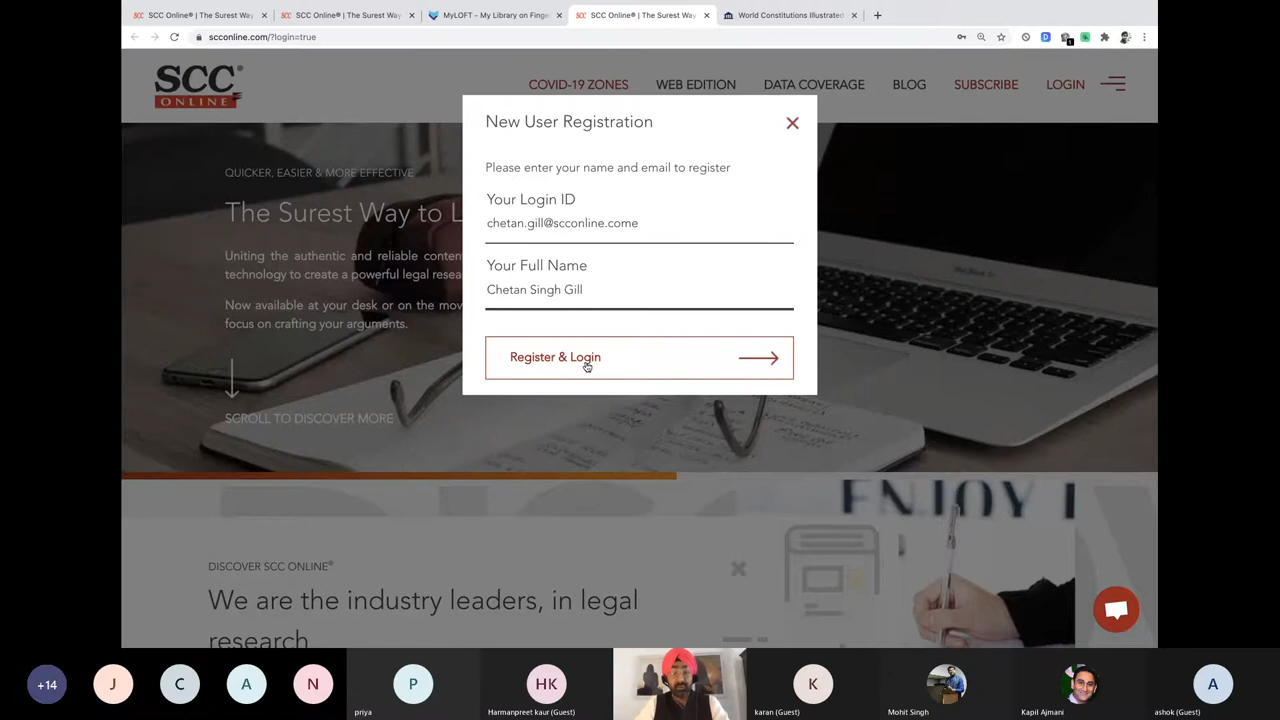 SCC Online® | The Surest Way
SCC Online® | The Surest Way
MyLOFT – My Library on Finge
SCC Online® | The Surest Way
World Constitutions Illustrated
scconline.com/?login=true
SCC®
ONLINE
COVID-19 ZONES
WEB EDITION
DATA COVERAGE
BLOG
SUBSCRIBE
LOGIN
QUICKER, EASIER & MORE EFFECTIVE
The Surest Way to L
Uniting the authentic and reliable conten
technology to create a powerful legal resea
Now available at your desk or on the mov
focus on crafting your arguments.
SCROLL TO DISCOVER MORE
New User Registration
Please enter your name and email to register
Your Login ID
chetan.gill@scconline.come
Your Full Name
Chetan Singh Gill
Register & Login
ENJOY
DISCOVER SCC ONLINE®
We are the industry leaders, in legal
research
+14
J
C
A
N
P
priya
HK
Harmanpreet kaur (Guest)
K
karan (Guest)
Mohit Singh
Kapil Ajmani
A
ashok (Guest)